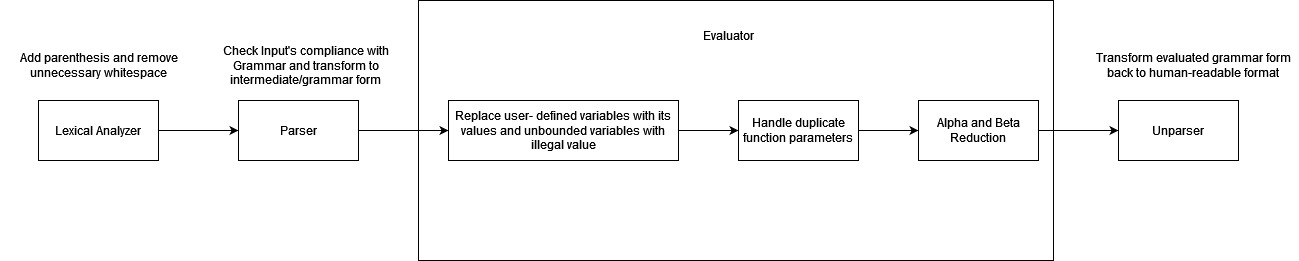 Add parenthesis and remove
unnecessary whitespace
Lexical Analyzer
Check Input's compliance with
Grammar and transform to
intermediate/grammar form
Parser
Evaluator
Replace user- defined variables with its
values and unbounded variables with
illegal value
Handle duplicate
function parameters
Alpha and Beta
Reduction
Transform evaluated grammar form
back to human-readable format
Unparser